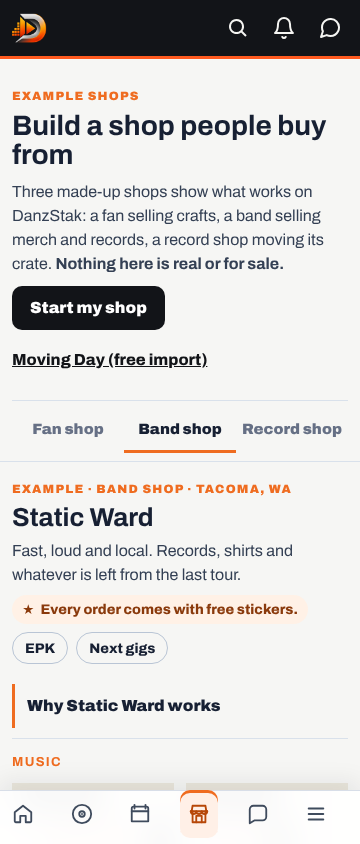 EXAMPLE SHOPS
Build a shop people buy
from
Three made-up shops show what works on
DanzStak: a fan selling crafts, a band selling
merch and records, a record shop moving its
crate. Nothing here is real or for sale.
Start my shop
Moving Day (free import)
Fan shop Band shop Record shop
EXAMPLE · BAND SHOP · TACOMA, WA
Static Ward
Fast, loud and local. Records, shirts and
whatever is left from the last tour.
★ Every order comes with free stickers.
EPK Next gigs
Why Static Ward works
MUSIC